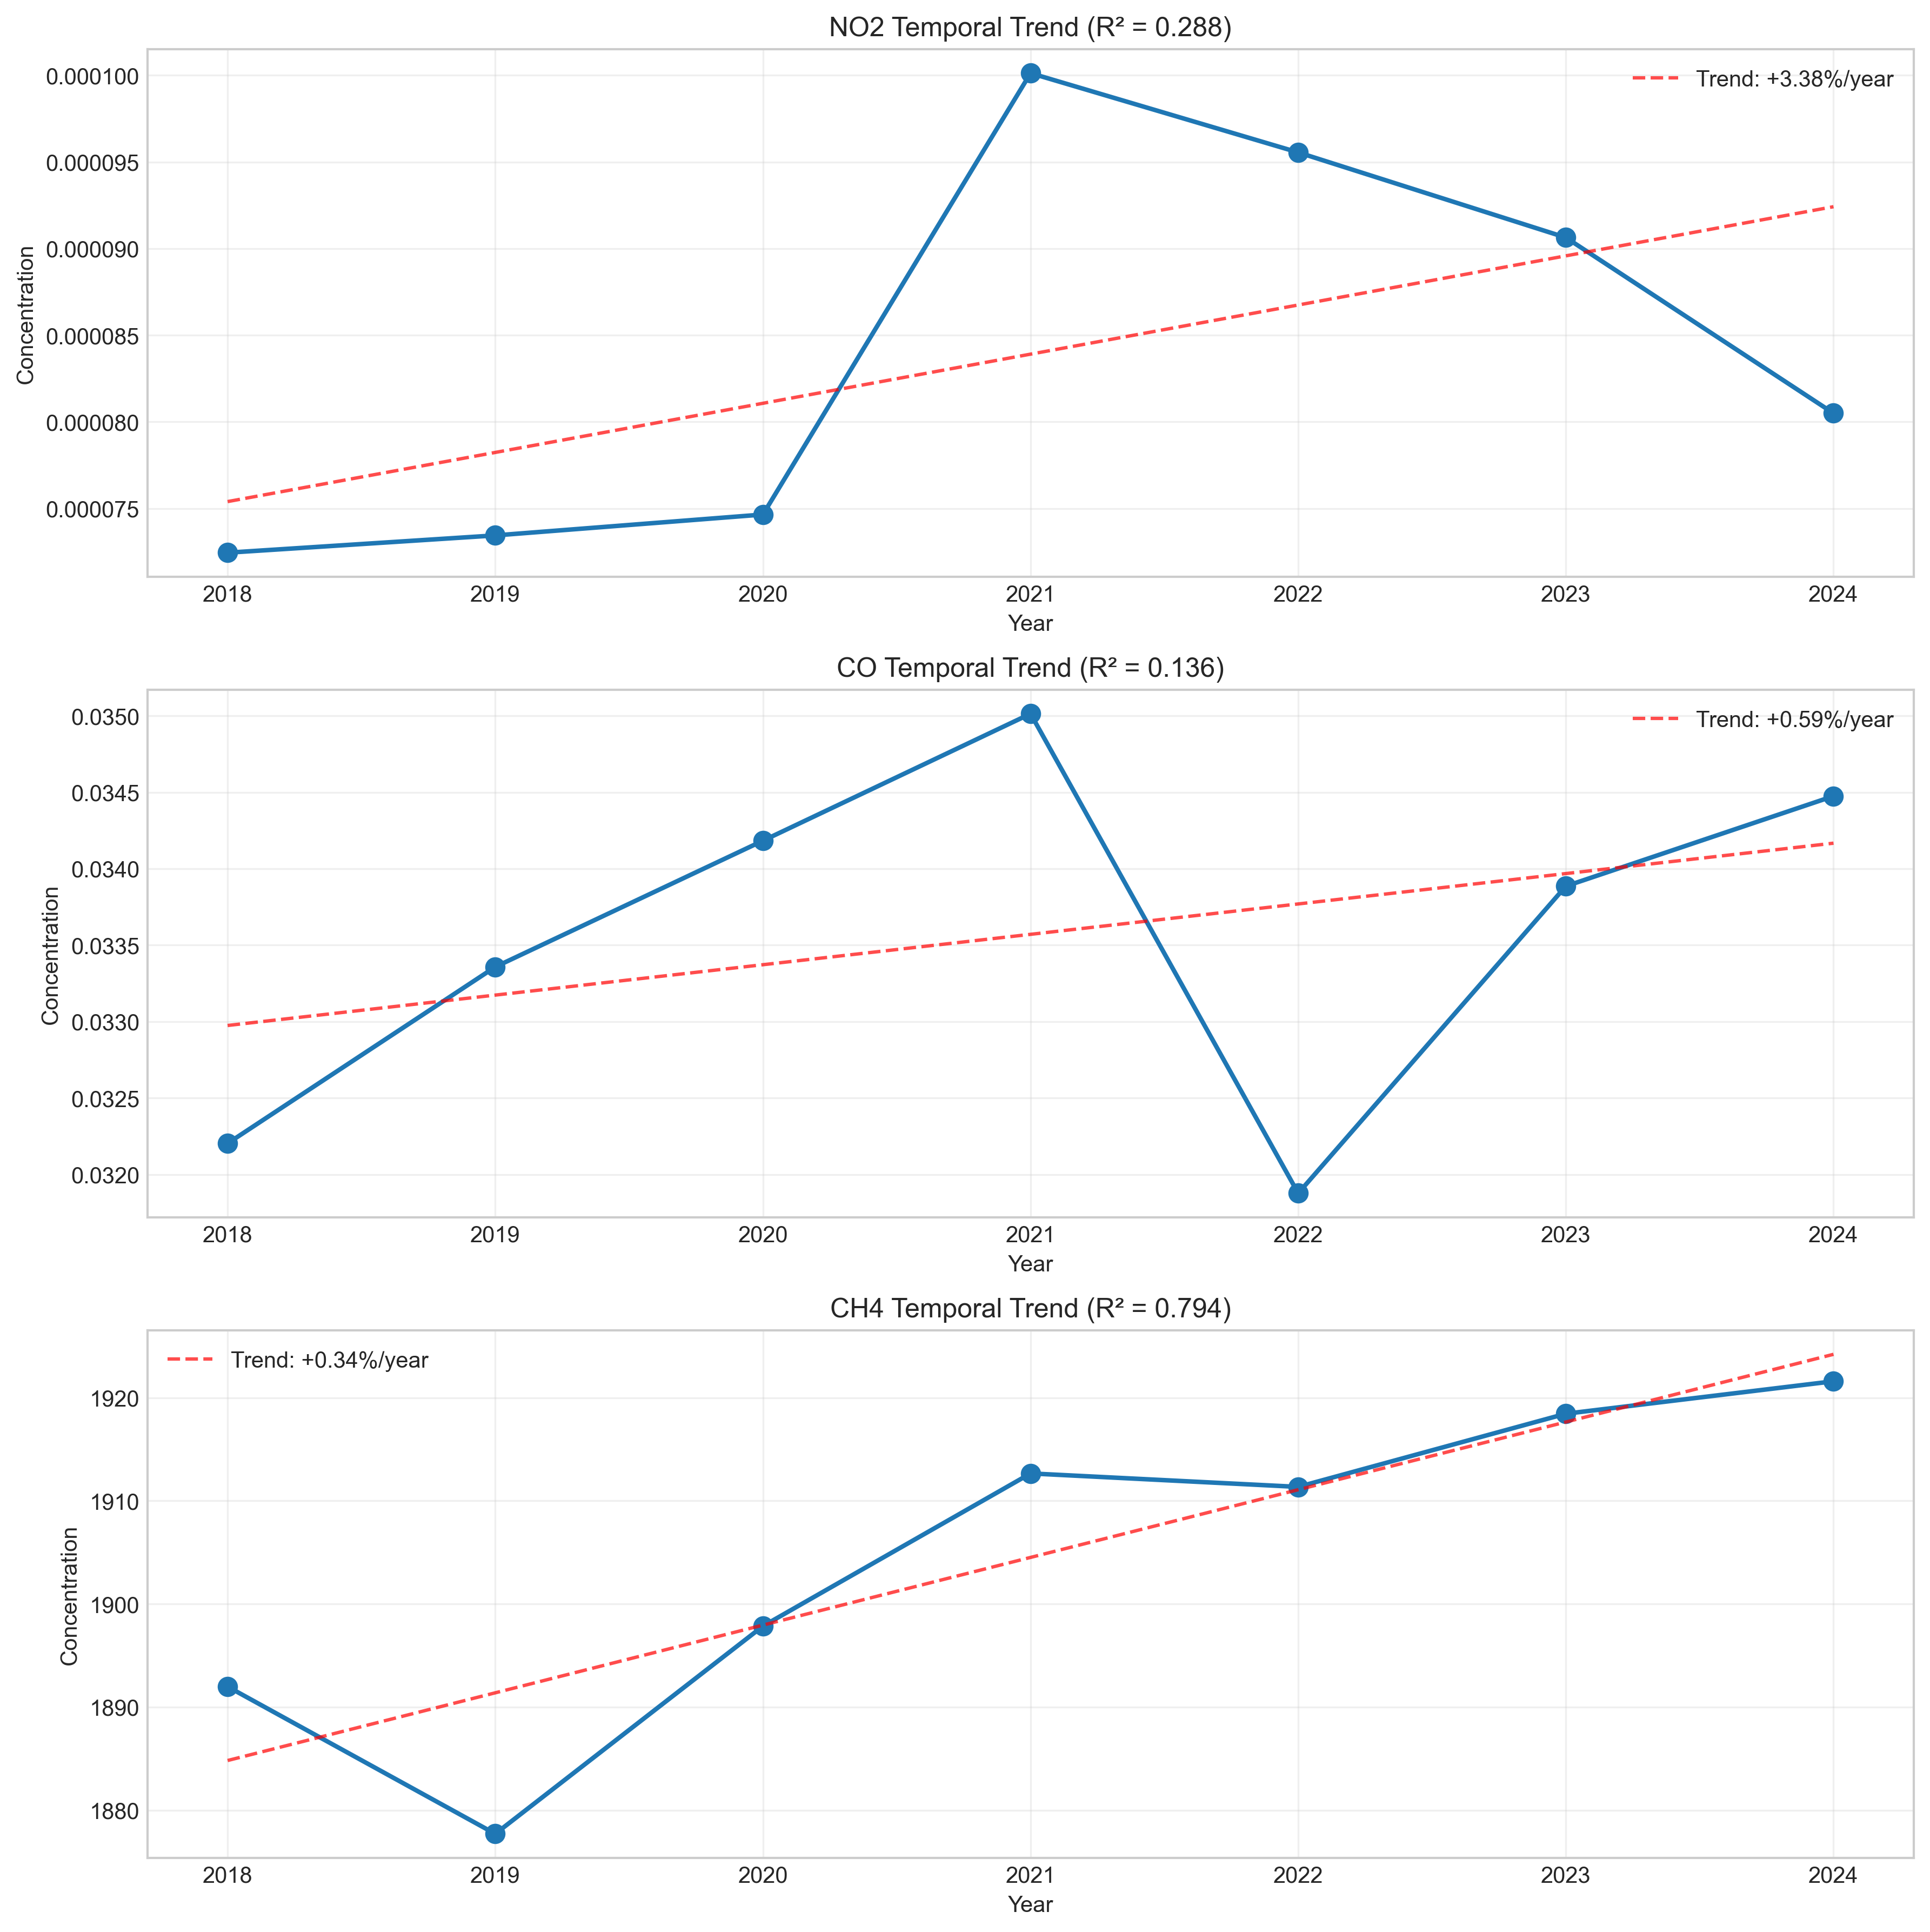 NO2 Temporal Trend (R² = 0.288)
Trend: +3.38%/year
0.000100
0.000095
0.000090
0.000085
0.000080
0.000075
Concentration
2018 2019 2020 2021 2022 2023 2024
Year
CO Temporal Trend (R² = 0.136)
Trend: +0.59%/year
0.0350
0.0345
0.0340
0.0335
0.0330
0.0325
0.0320
Concentration
2018 2019 2020 2021 2022 2023 2024
Year
CH4 Temporal Trend (R² = 0.794)
Trend: +0.34%/year
1920
1910
1900
1890
1880
Concentration
2018 2019 2020 2021 2022 2023 2024
Year